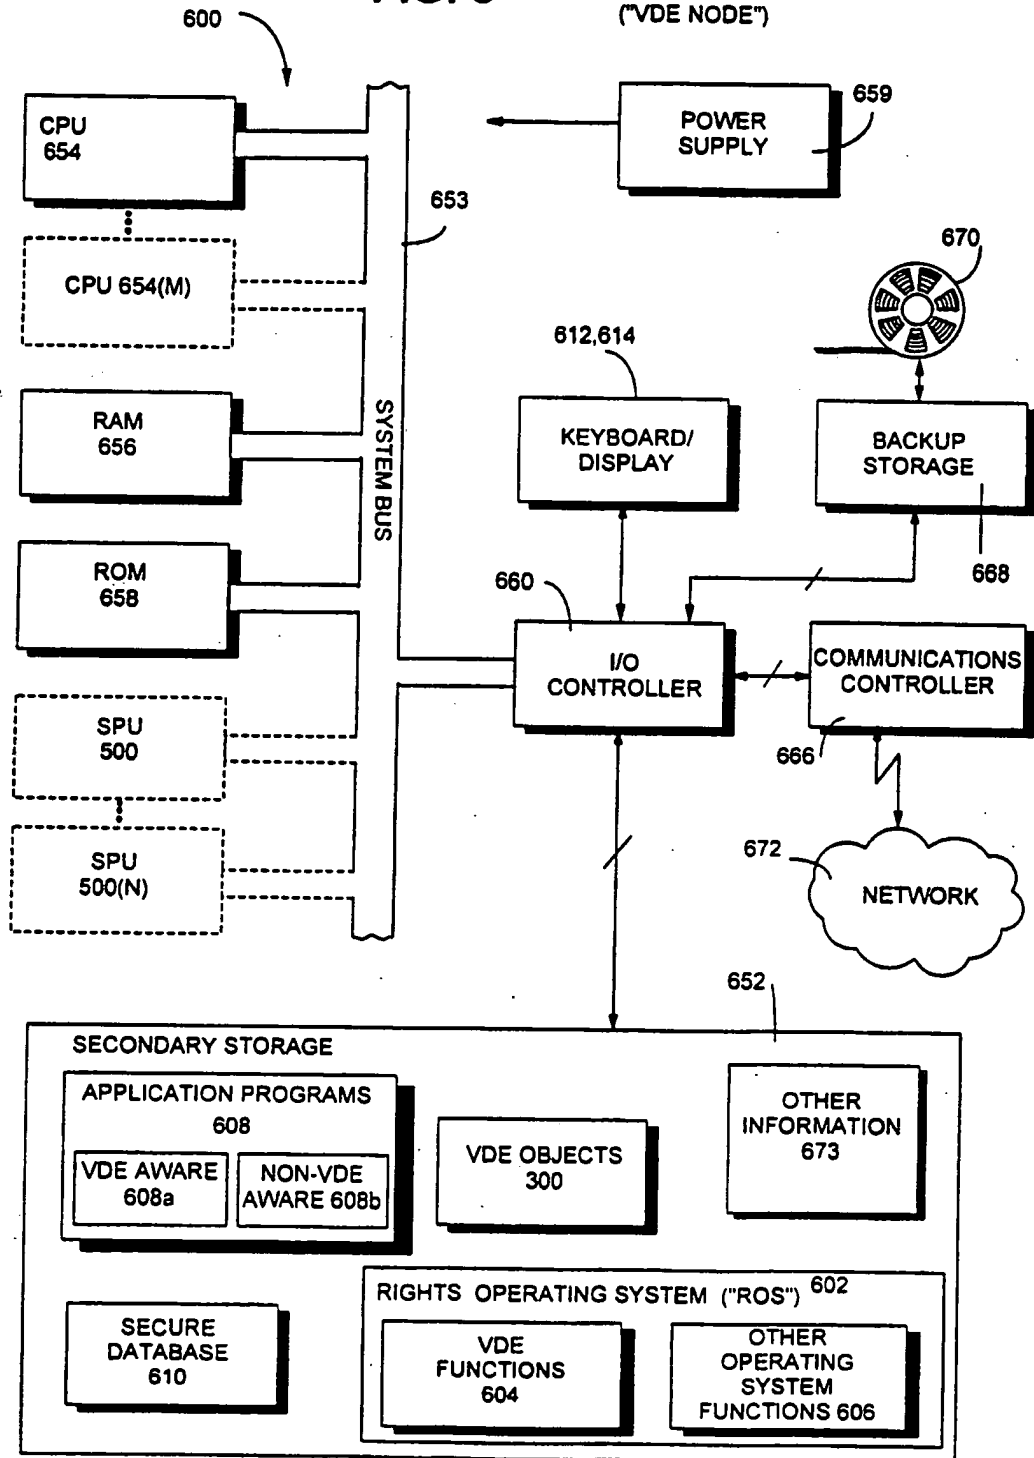 ("VDE NODE")
600
CPU
654
POWER
SUPPLY
659
653
CPU 654(M)
670
612,614
RAM
656
SYSTEM BUS
KEYBOARD/
DISPLAY
BACKUP
STORAGE
668
ROM
658
660
I/O
CONTROLLER
COMMUNICATIONS
CONTROLLER
666
SPU
500
SPU
500(N)
672
NETWORK
652
SECONDARY STORAGE
APPLICATION PROGRAMS
608
VDE AWARE
608a
NON-VDE
AWARE 608b
VDE OBJECTS
300
OTHER
INFORMATION
673
SECURE
DATABASE
610
RIGHTS OPERATING SYSTEM ("ROS") 602
VDE
FUNCTIONS
604
OTHER
OPERATING
SYSTEM
FUNCTIONS 606